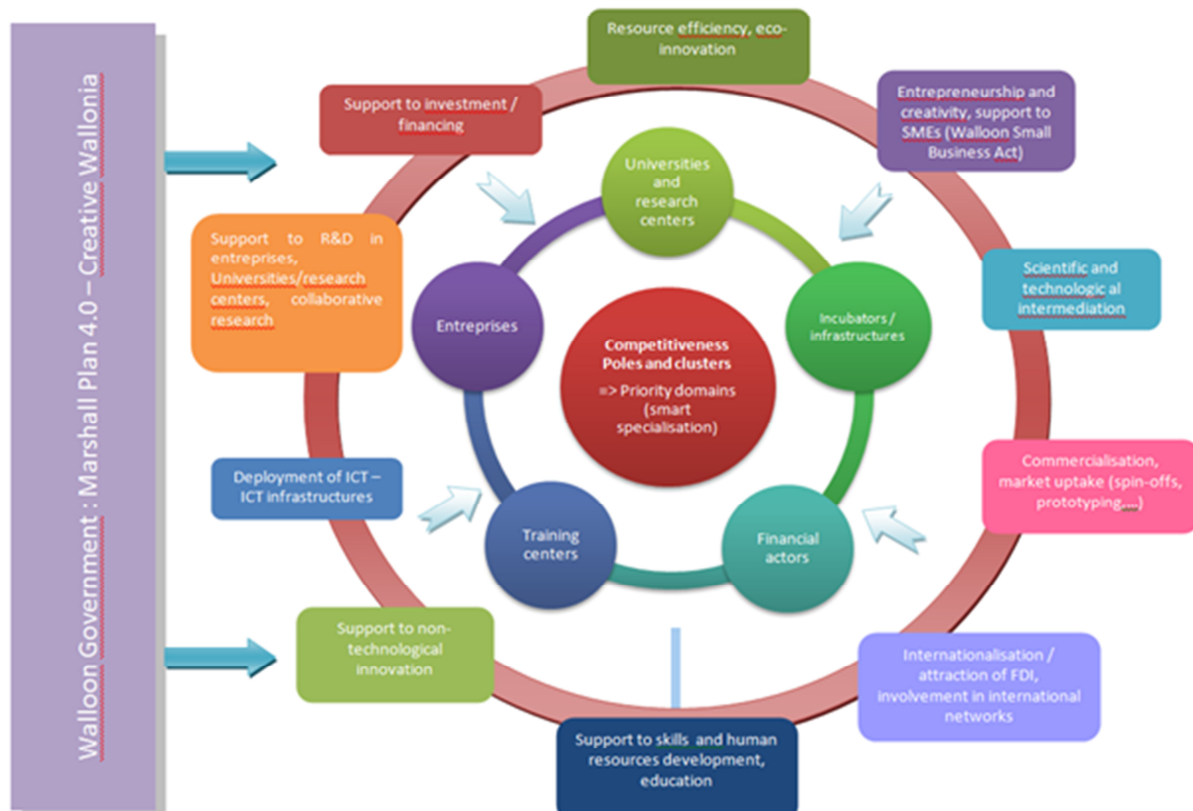 Walloon Government : Marshall Plan 4.0 – Creative Wallonia
Resource efficiency, eco-
innovation
Support to investment /
financing
Entrepreneurship and
creativity, support to
SMEs (Walloon Small
Business Act)
Universities
and
research
centers
Support to R&D in
entreprises,
Universities/research
centers, collaborative
research
Scientific and
technologic al
intermediation
Entreprises
Incubators /
infrastructures
Competitiveness
Poles and clusters
=> Priority domains
(smart
specialisation)
Deployment of ICT –
ICT infrastructures
Commercialisation,
market uptake (spin-offs,
prototyping,...)
Training
centers
Financial
actors
Support to non-
technological
innovation
Internationalisation /
attraction of FDI,
involvement in international
networks
Support to skills and human
resources development,
education